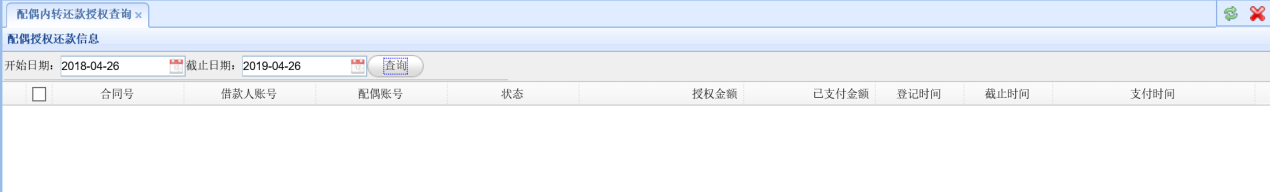 配偶内转还款授权查询
配偶授权还款信息
开始日期： 2018-04-26 截止日期： 2019-04-26 查询
合同号 借款人账号 配偶账号 状态 授权金额 已支付金额 登记时间 截止时间 支付时间